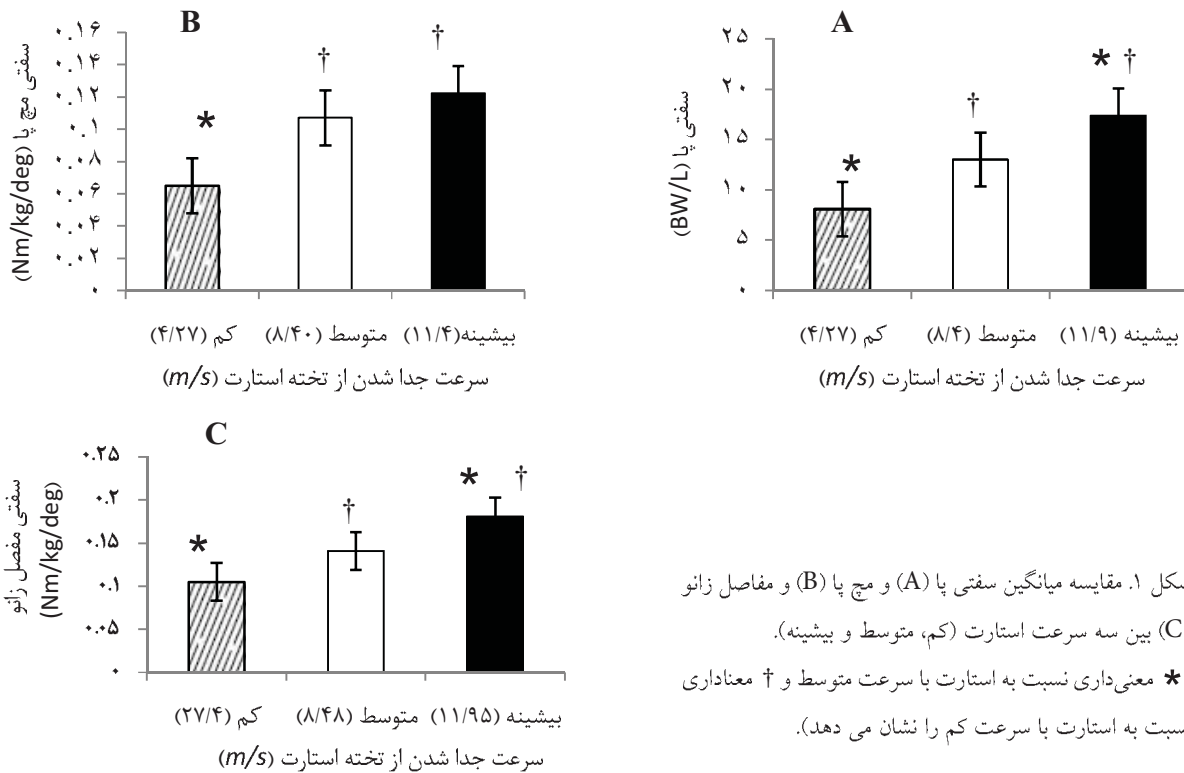 B
سفتی مچ پا (Nm/kg/deg)
۰.۱۶
۰.۱۴
۰.۱۲
۰.۱
۰.۰۸
۰.۰۶
۰.۰۴
۰.۰۲
۰
*
†
†
کم (۴/۲۷)
متوسط (۸/۴۰)
بیشینه(۱۱/۴)
سرعت جدا شدن از تخته استارت (m/s)
A
سفتی پا (BW/L)
۲۵
۲۰
۱۵
۱۰
۵
۰
*
†
* †
کم (۴/۲۷)
متوسط (۸/۴)
بیشینه (۱۱/۹)
سرعت جدا شدن از تخته استارت (m/s)
C
سفتی مفصل زانو
(Nm/kg/deg)
۰.۲۵
۰.۲
۰.۱۵
۰.۱
۰.۰۵
۰
*
†
* †
کم (۲۷/۴)
متوسط (۸/۴۸)
بیشینه (۱۱/۹۵)
سرعت جدا شدن از تخته استارت (m/s)
شکل ۱. مقایسه میانگین سفتی پا (A) و مچ پا (B) و مفاصل زانو
C) بین سه سرعت استارت (کم، متوسط و بیشینه).
* معنی‌داری نسبت به استارت با سرعت متوسط و † معناداری
نسبت به استارت با سرعت کم را نشان می دهد).